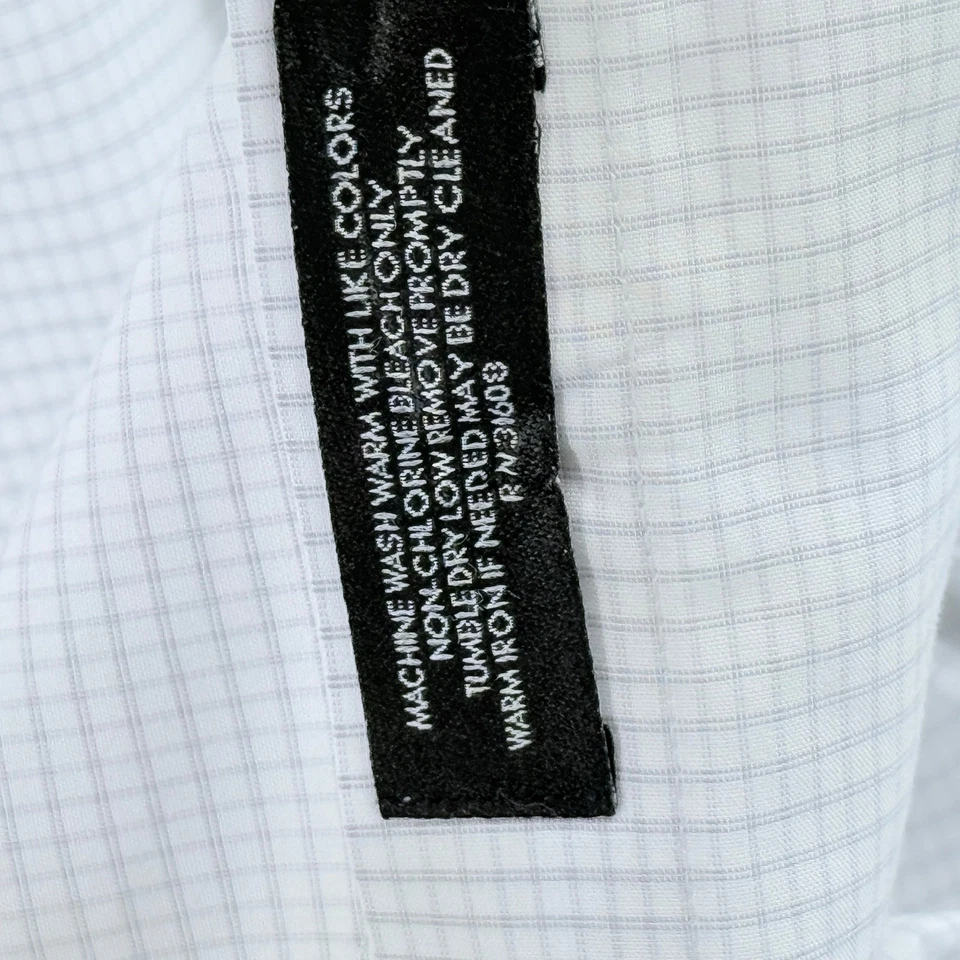 MACHINE WASH WARM WITH LIKE COLORS
NON-CHLORINE BLEACH ONLY
TUMBLE DRY LOW REMOVE PROMPTLY
WARM IRON IF NEEDED MAY BE DRY CLEANED
RN 31608